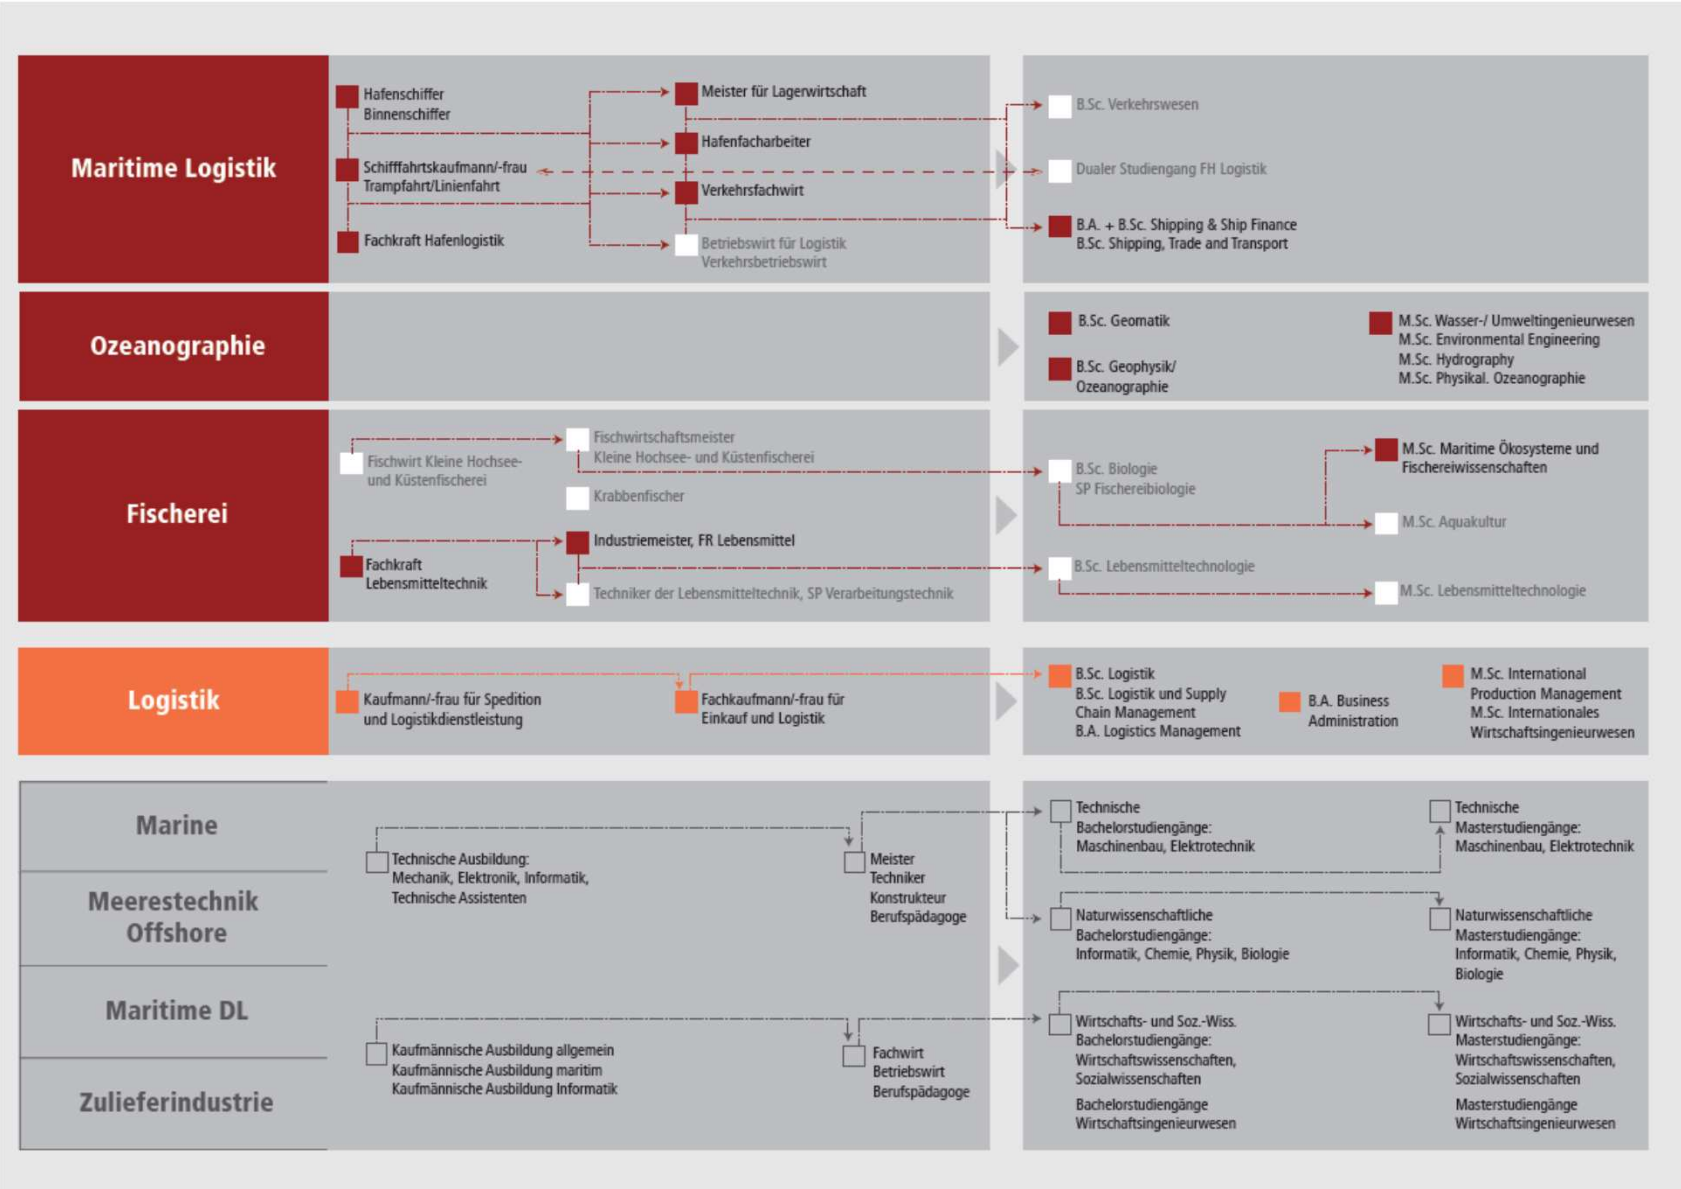 Maritime Logistik
Hafenschiffer
Binnenschiffer
Schifffahrtskaufmann/-frau
Trampfahrt/Linienfahrt
Fachkraft Hafenlogistik
Meister für Lagerwirtschaft
Hafenfacharbeiter
Verkehrsfachwirt
Betriebswirt für Logistik
Verkehrsbetriebswirt
B.Sc. Verkehrswesen
Dualer Studiengang FH Logistik
B.A. + B.Sc. Shipping & Ship Finance
B.Sc. Shipping, Trade and Transport
Ozeanographie
B.Sc. Geomatik
B.Sc. Geophysik/
Ozeanographie
M.Sc. Wasser-/ Umweltingenieurwesen
M.Sc. Environmental Engineering
M.Sc. Hydrography
M.Sc. Physikal. Ozeanographie
Fischerei
Fischwirt Kleine Hochsee-
und Küstenfischerei
Fachkraft
Lebensmitteltechnik
Fischwirtschaftsmeister
Kleine Hochsee- und Küstenfischerei
Krabbenfischer
Industriemeister, FR Lebensmittel
Techniker der Lebensmitteltechnik, SP Verarbeitungstechnik
B.Sc. Biologie
SP Fischereibiologie
B.Sc. Lebensmitteltechnologie
M.Sc. Maritime Ökosysteme und
Fischereiwissenschaften
M.Sc. Aquakultur
M.Sc. Lebensmitteltechnologie
Logistik
Kaufmann/-frau für Spedition
und Logistikdienstleistung
Fachkaufmann/-frau für
Einkauf und Logistik
B.Sc. Logistik
B.Sc. Logistik und Supply
Chain Management
B.A. Logistics Management
B.A. Business
Administration
M.Sc. International
Production Management
M.Sc. Internationales
Wirtschaftsingenieurwesen
Marine
Meerestechnik
Offshore
Maritime DL
Zulieferindustrie
Technische Ausbildung:
Mechanik, Elektronik, Informatik,
Technische Assistenten
Meister
Techniker
Konstrukteur
Berufspädagoge
Kaufmännische Ausbildung allgemein
Kaufmännische Ausbildung maritim
Kaufmännische Ausbildung Informatik
Fachwirt
Betriebswirt
Berufspädagoge
Technische
Bachelorstudiengänge:
Maschinenbau, Elektrotechnik
Technische
Masterstudiengänge:
Maschinenbau, Elektrotechnik
Naturwissenschaftliche
Bachelorstudiengänge:
Informatik, Chemie, Physik, Biologie
Naturwissenschaftliche
Masterstudiengänge:
Informatik, Chemie, Physik,
Biologie
Wirtschafts- und Soz.-Wiss.
Bachelorstudiengänge:
Wirtschaftswissenschaften,
Sozialwissenschaften
Bachelorstudiengänge
Wirtschaftsingenieurwesen
Wirtschafts- und Soz.-Wiss.
Masterstudiengänge:
Wirtschaftswissenschaften,
Sozialwissenschaften
Masterstudiengänge
Wirtschaftsingenieurwesen